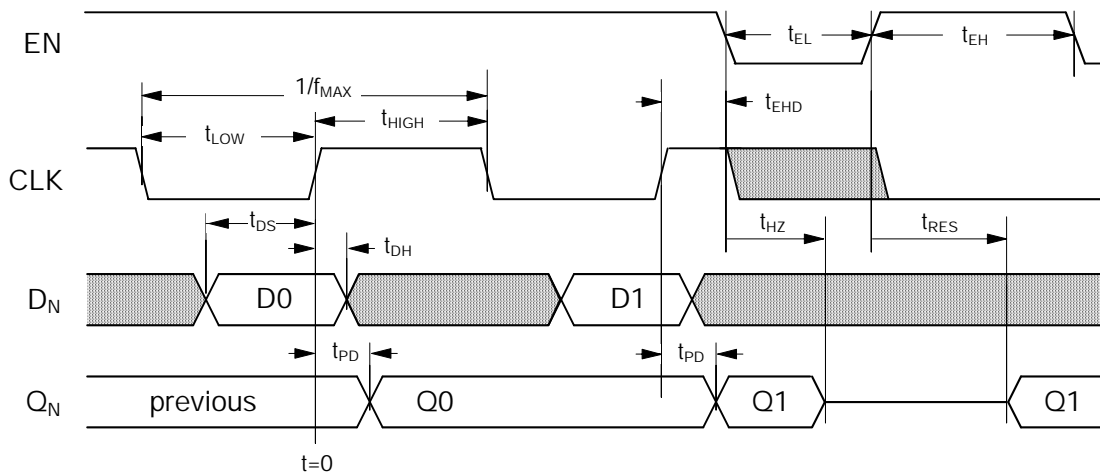 EN
t_EL
t_EH
1/f_MAX
t_EHD
t_LOW
t_HIGH
CLK
t_DS
t_HZ
t_RES
t_DH
D_N
D0
D1
t_PD
t_PD
Q_N
previous
Q0
Q1
Q1
t=0